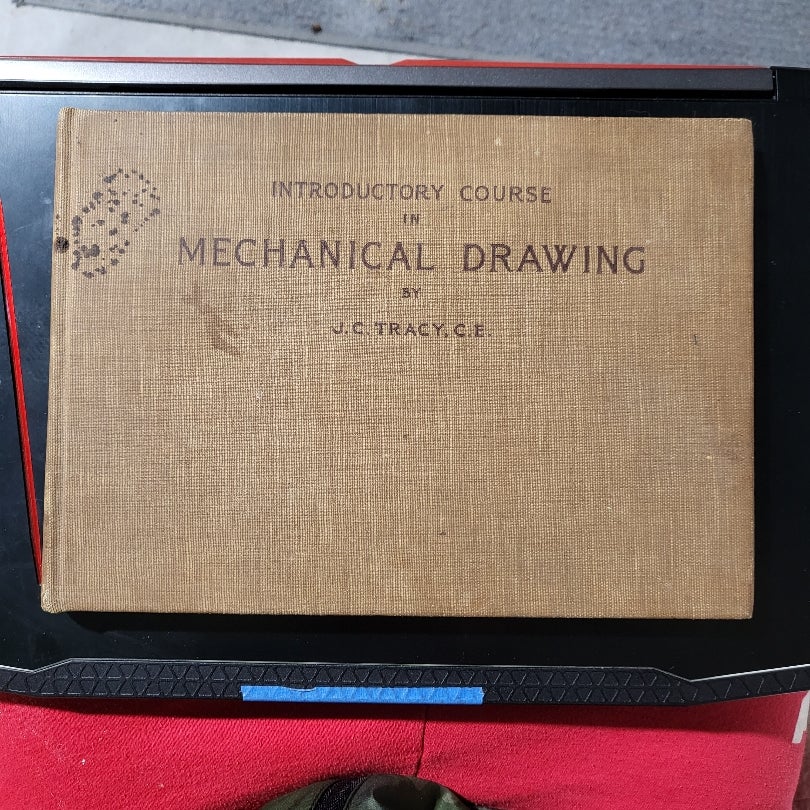 INTRODUCTORY COURSE
IN
MECHANICAL DRAWING
BY
J.C. TRACY, C.E.